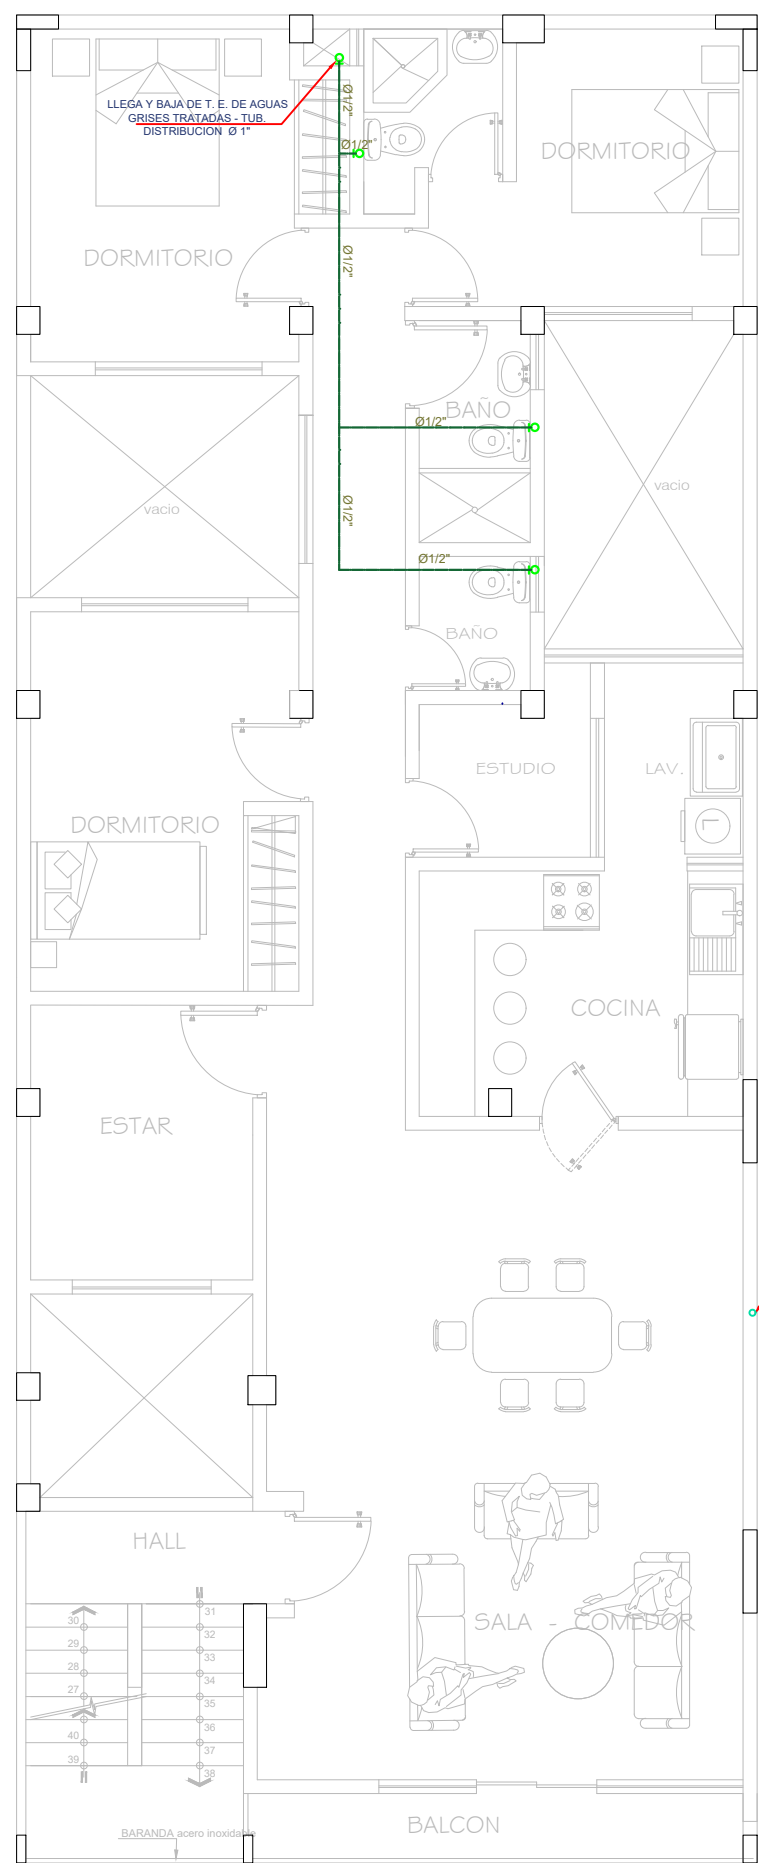 LLEGA Y BAJA DE T. E. DE AGUAS
GRISES TRATADAS - TUB.
DISTRIBUCION Ø 1"
Ø1/2"
Ø1/2"
DORMITORIO
DORMITORIO
Ø1/2"
BAÑO
Ø1/2"
vacio
vacio
Ø1/2"
Ø1/2"
BAÑO
ESTUDIO
LAV.
L
DORMITORIO
COCINA
ESTAR
HALL
SALA - COMEDOR
30
29
28
27
40
39
31
32
33
34
35
36
37
38
BALCON
BARANDA acero inoxidable